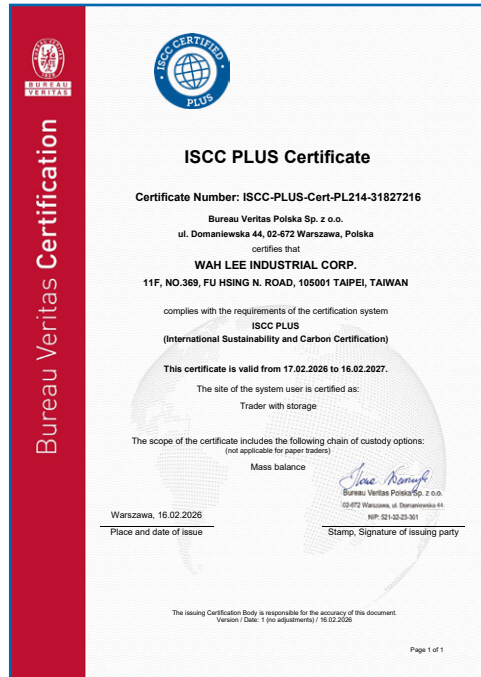 BUREAU
VERITAS
Bureau Veritas Certification
ISCC CERTIFIED
PLUS
ISCC PLUS Certificate
Certificate Number: ISCC-PLUS-Cert-PL214-31827216
Bureau Veritas Polska Sp. z o.o.
ul. Domaniewska 44, 02-672 Warszawa, Polska
certifies that
WAH LEE INDUSTRIAL CORP.
11F, NO.369, FU HSING N. ROAD, 105001 TAIPEI, TAIWAN
complies with the requirements of the certification system
ISCC PLUS
(International Sustainability and Carbon Certification)
This certificate is valid from 17.02.2026 to 16.02.2027.
The site of the system user is certified as:
Trader with storage
The scope of the certificate includes the following chain of custody options:
(not applicable for paper traders)
Mass balance
Bureau Veritas Polska Sp. z o.o.
02-672 Warszawa, ul. Domaniewska 44
NIP: 521-32-23-301
Warszawa, 16.02.2026
Place and date of issue
Stamp, Signature of issuing party
The issuing Certification Body is responsible for the accuracy of this document.
Version / Date: 1 (no adjustments) / 16.02.2026
Page 1 of 1